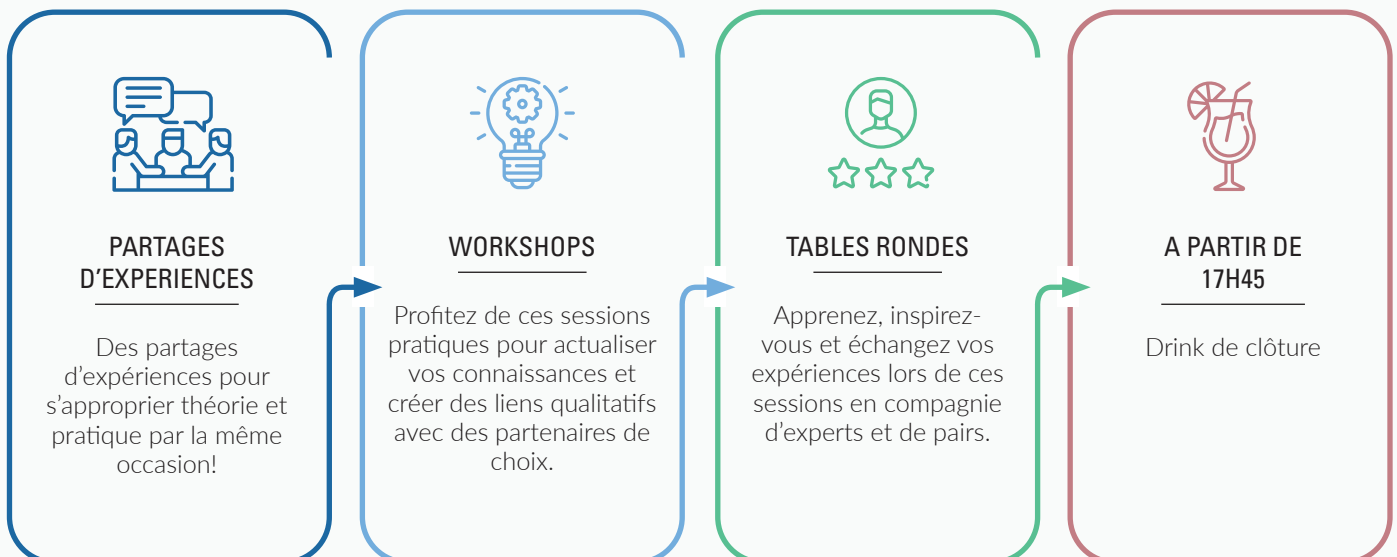 PARTAGES
D'EXPERIENCES
Des partages
d'expériences pour
s'approprier théorie et
pratique par la même
occasion!
WORKSHOPS
Profitez de ces sessions
pratiques pour actualiser
vos connaissances et
créer des liens qualitatifs
avec des partenaires de
choix.
TABLES RONDES
Apprenez, inspirez-
vous et échangez vos
expériences lors de ces
sessions en compagnie
d'experts et de pairs.
A PARTIR DE
17H45
Drink de clôture